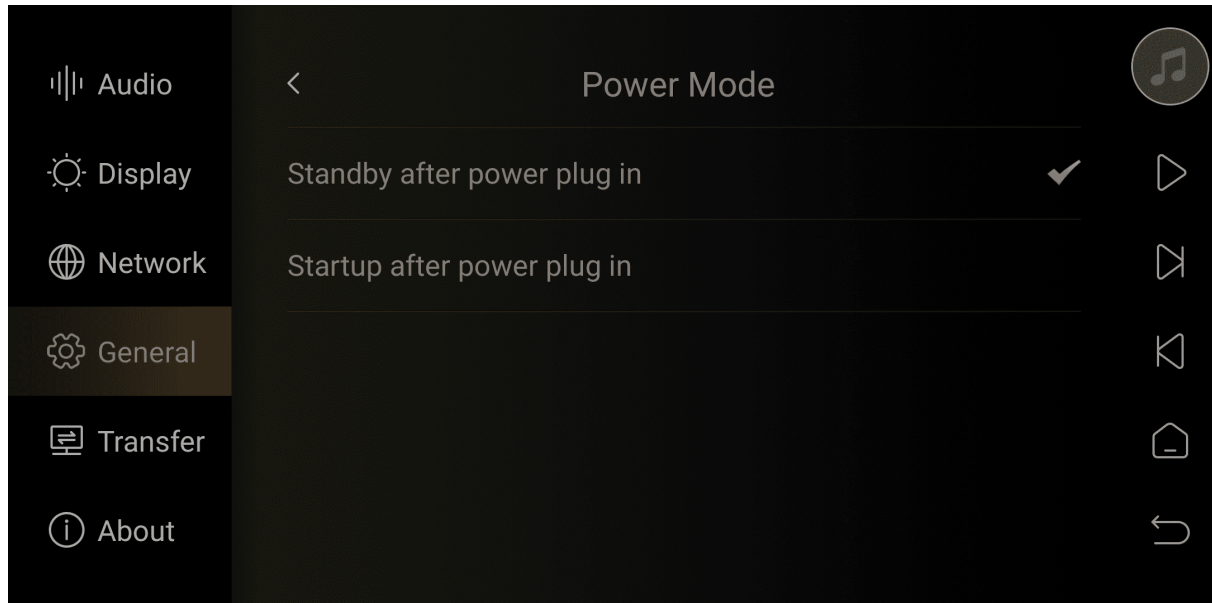 Audio
Display
Network
General
Transfer
About
Power Mode
Standby after power plug in
Startup after power plug in